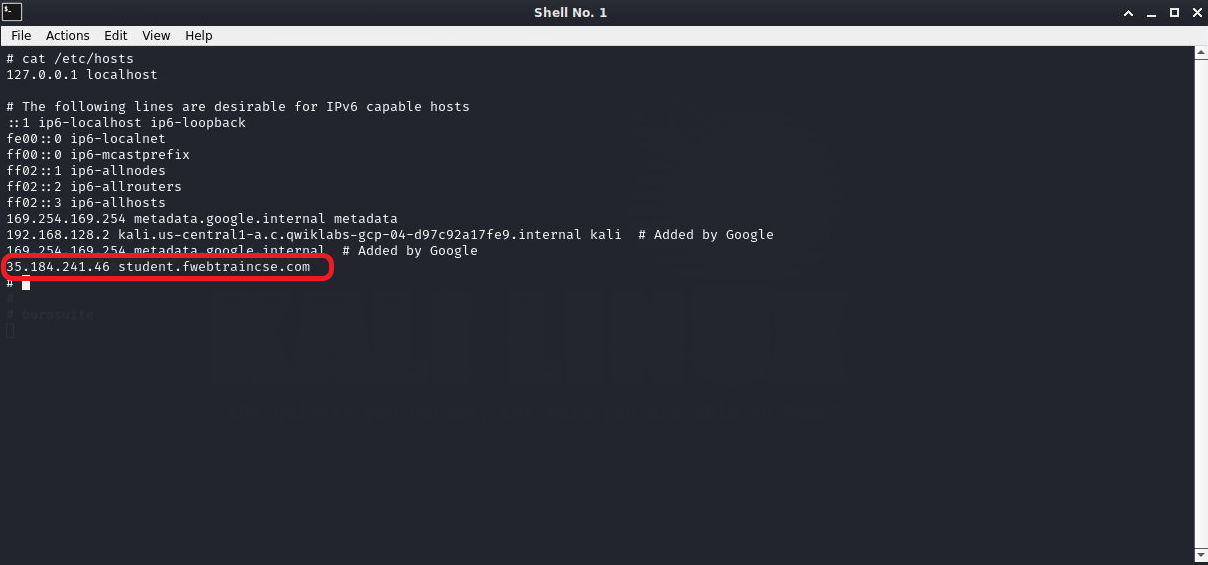 Shell No. 1
File Actions Edit View Help
# cat /etc/hosts
127.0.0.1 localhost
# The following lines are desirable for IPv6 capable hosts
::1 ip6-localhost ip6-loopback
fe00::0 ip6-localnet
ff00::0 ip6-mcastprefix
ff02::1 ip6-allnodes
ff02::2 ip6-allrouters
ff02::3 ip6-allhosts
169.254.169.254 metadata.google.internal metadata
192.168.128.2 kali.us-central1-a.c.qwiklabs-gcp-04-d97c92a17fe9.internal kali  # Added by Google
169.254.169.254 metadata.google.internal  # Added by Google
35.184.241.46 student.fwebtraincse.com
#
#
# burpsuite
KALI LINUX